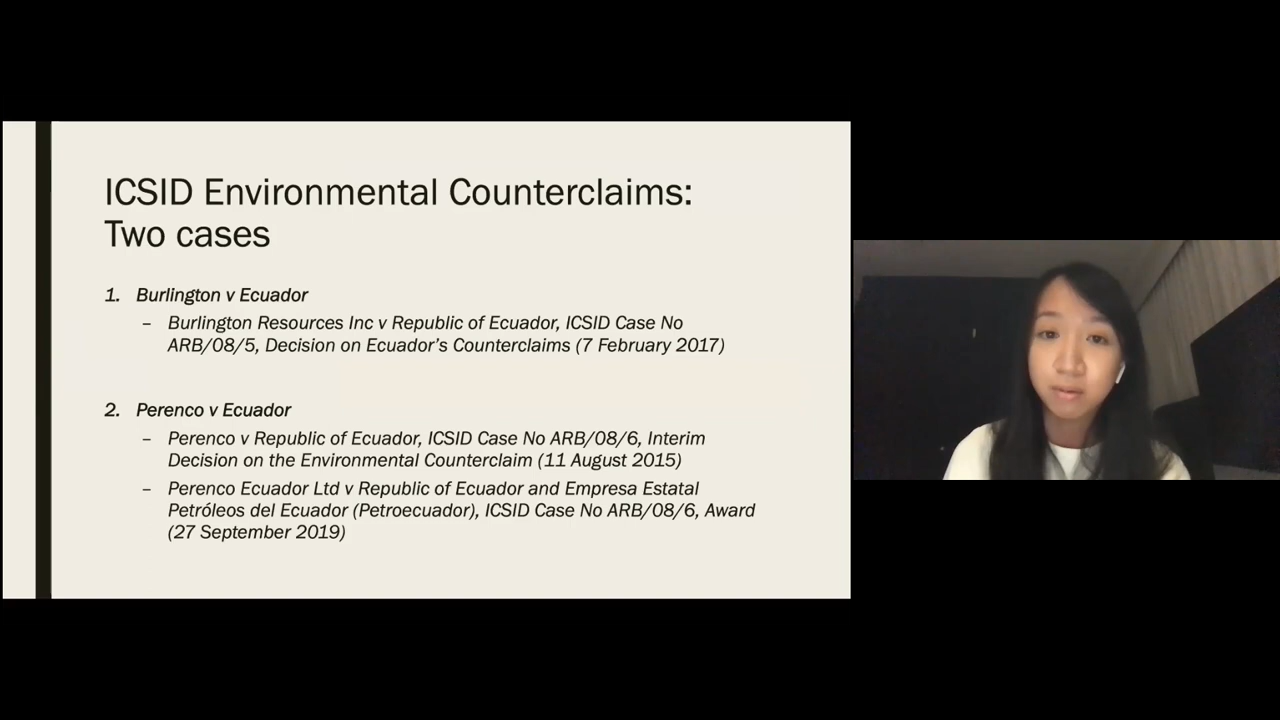 ICSID Environmental Counterclaims:
Two cases
1. Burlington v Ecuador
– Burlington Resources Inc v Republic of Ecuador, ICSID Case No
ARB/08/5, Decision on Ecuador’s Counterclaims (7 February 2017)
2. Perenco v Ecuador
– Perenco v Republic of Ecuador, ICSID Case No ARB/08/6, Interim
Decision on the Environmental Counterclaim (11 August 2015)
– Perenco Ecuador Ltd v Republic of Ecuador and Empresa Estatal
Petróleos del Ecuador (Petroecuador), ICSID Case No ARB/08/6, Award
(27 September 2019)